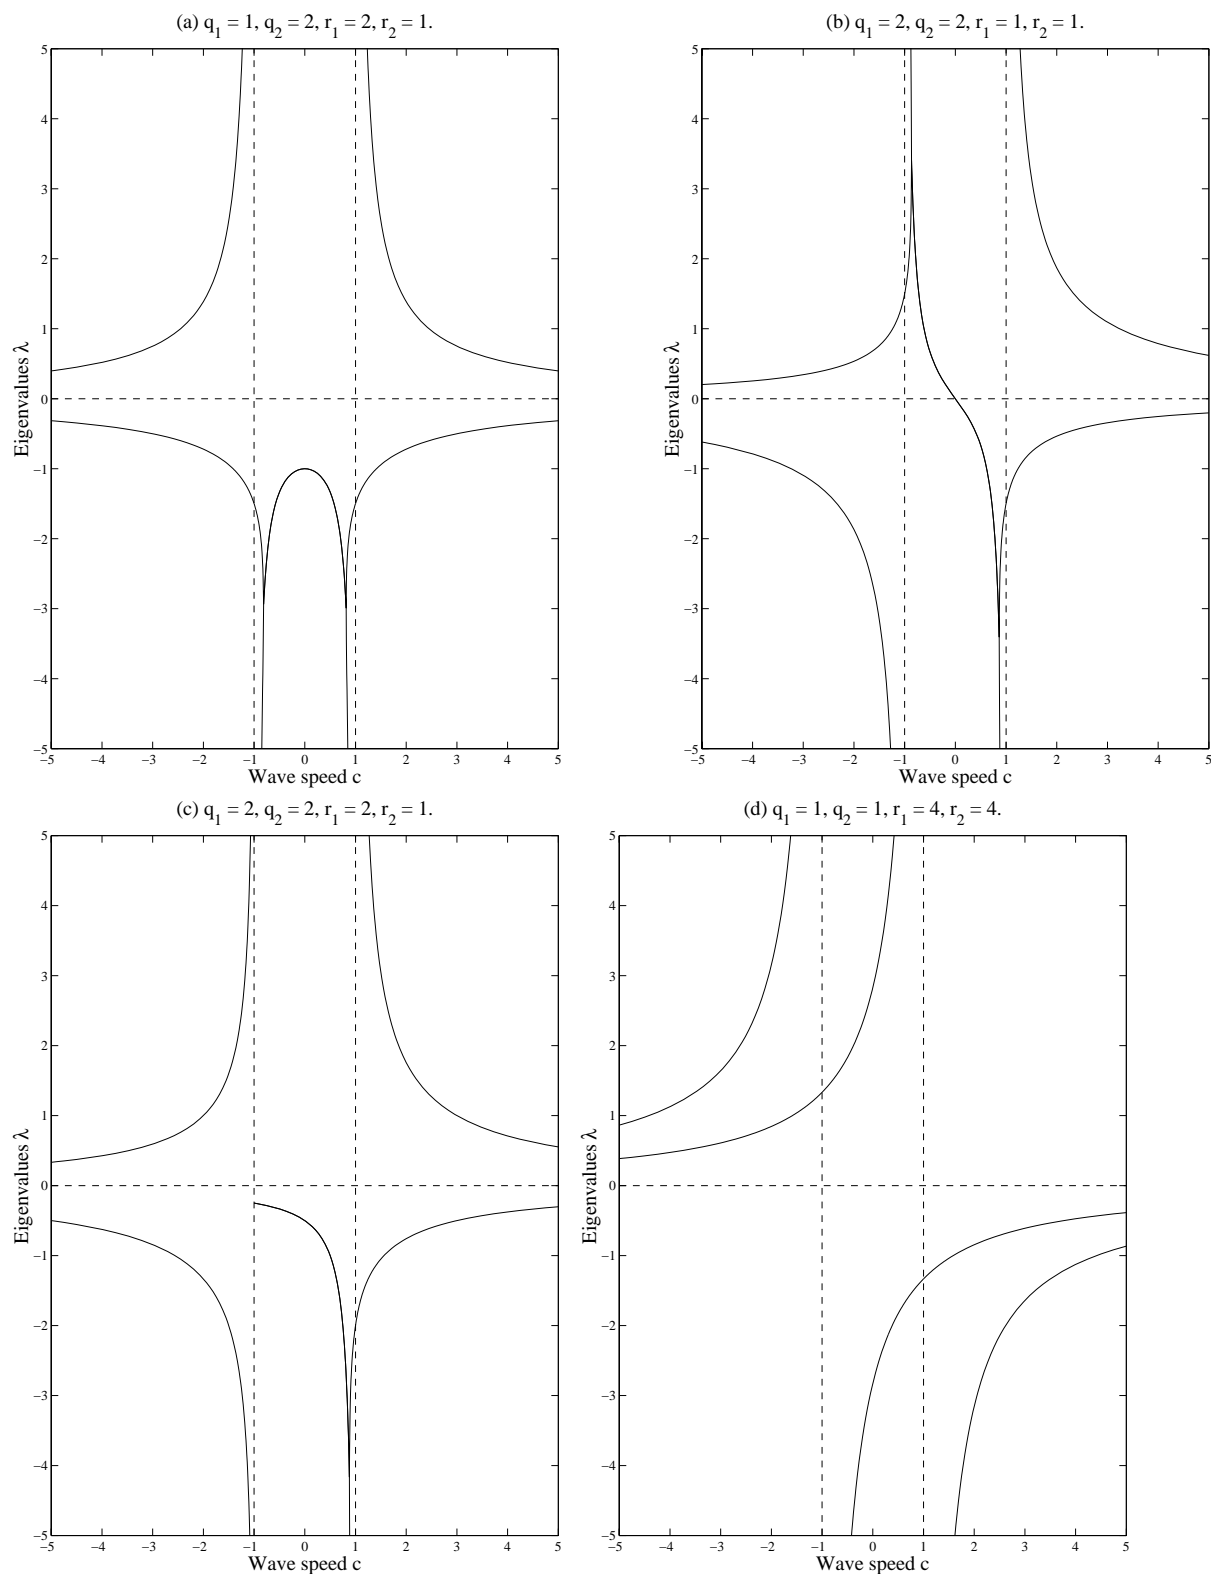 (a) q₁ = 1, q₂ = 2, r₁ = 2, r₂ = 1.
5
4
3
2
1
0
−1
−2
−3
−4
−5
Eigenvalues λ
−5 −4 −3 −2 −1 0 1 2 3 4 5
Wave speed c
(b) q₁ = 2, q₂ = 2, r₁ = 1, r₂ = 1.
5
4
3
2
1
0
−1
−2
−3
−4
−5
Eigenvalues λ
−5 −4 −3 −2 −1 0 1 2 3 4 5
Wave speed c
(c) q₁ = 2, q₂ = 2, r₁ = 2, r₂ = 1.
5
4
3
2
1
0
−1
−2
−3
−4
−5
Eigenvalues λ
−5 −4 −3 −2 −1 0 1 2 3 4 5
Wave speed c
(d) q₁ = 1, q₂ = 1, r₁ = 4, r₂ = 4.
5
4
3
2
1
0
−1
−2
−3
−4
−5
Eigenvalues λ
−5 −4 −3 −2 −1 0 1 2 3 4 5
Wave speed c